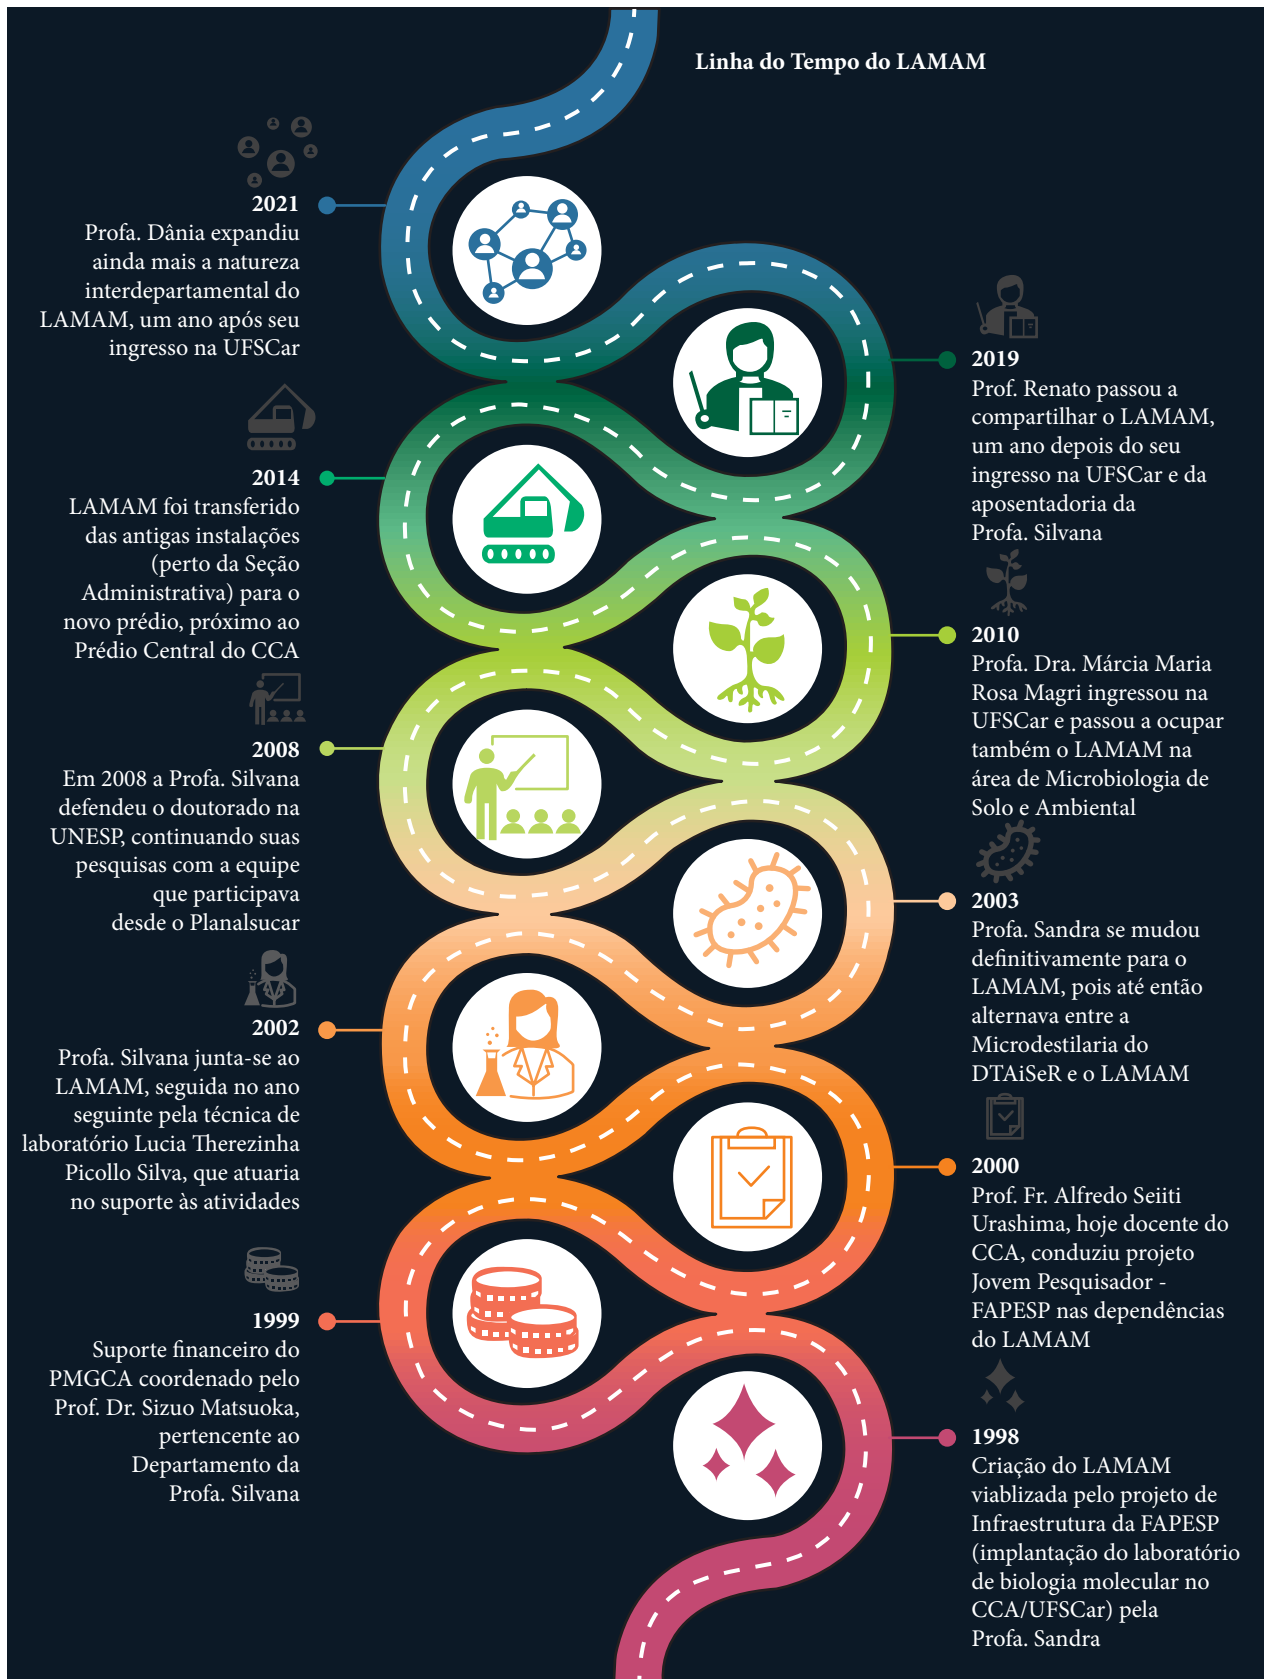 Linha do Tempo do LAMAM
2021
Profa. Dânia expandiu
ainda mais a natureza
interdepartamental do
LAMAM, um ano após seu
ingresso na UFSCar
2019
Prof. Renato passou a
compartilhar o LAMAM,
um ano depois do seu
ingresso na UFSCar e da
aposentadoria da
Profa. Silvana
2014
LAMAM foi transferido
das antigas instalações
(perto da Seção
Administrativa) para o
novo prédio, próximo ao
Prédio Central do CCA
2010
Profa. Dra. Márcia Maria
Rosa Magri ingressou na
UFSCar e passou a ocupar
também o LAMAM na
área de Microbiologia de
Solo e Ambiental
2008
Em 2008 a Profa. Silvana
defendeu o doutorado na
UNESP, continuando suas
pesquisas com a equipe
que participava
desde o Planalsucar
2003
Profa. Sandra se mudou
definitivamente para o
LAMAM, pois até então
alternava entre a
Microdestilaria do
DTAiSeR e o LAMAM
2002
Profa. Silvana junta-se ao
LAMAM, seguida no ano
seguinte pela técnica de
laboratório Lucia Therezinha
Picollo Silva, que atuaria
no suporte às atividades
2000
Prof. Fr. Alfredo Seiiti
Urashima, hoje docente do
CCA, conduziu projeto
Jovem Pesquisador -
FAPESP nas dependências
do LAMAM
1999
Suporte financeiro do
PMGCA coordenado pelo
Prof. Dr. Sizuo Matsuoka,
pertencente ao
Departamento da
Profa. Silvana
1998
Criação do LAMAM
viablizada pelo projeto de
Infraestrutura da FAPESP
(implantação do laboratório
de biologia molecular no
CCA/UFSCar) pela
Profa. Sandra